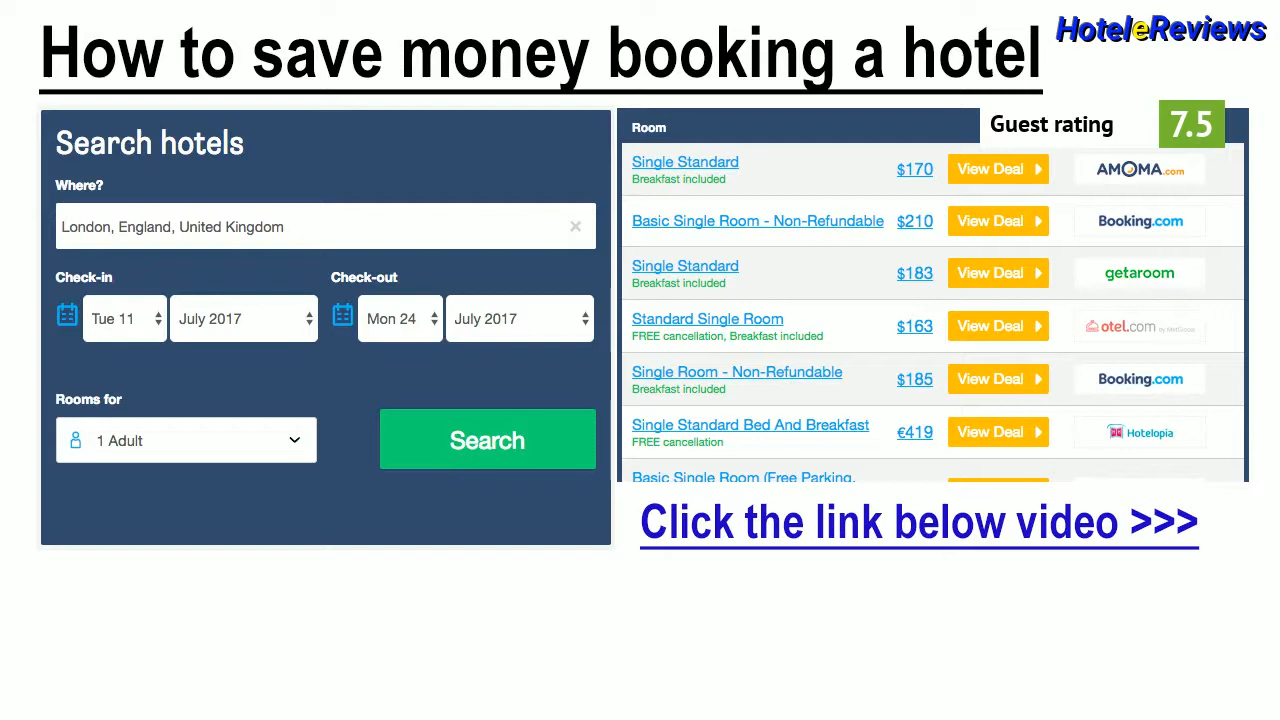 How to save money booking a hotel
HoteleReviews
Search hotels
Where?
London, England, United Kingdom
Check-in
Check-out
Tue 11
July 2017
Mon 24
July 2017
Rooms for
1 Adult
Search
Room
Guest rating
7.5
Single Standard
Breakfast included
$170
View Deal
AMOMA.com
Basic Single Room - Non-Refundable
$210
View Deal
Booking.com
Single Standard
Breakfast included
$183
View Deal
getaroom
Standard Single Room
FREE cancellation, Breakfast included
$163
View Deal
otel.com
Single Room - Non-Refundable
Breakfast included
$185
View Deal
Booking.com
Single Standard Bed And Breakfast
FREE cancellation
€419
View Deal
Hotelopia
Basic Single Room (Free Parking,
Click the link below video >>>